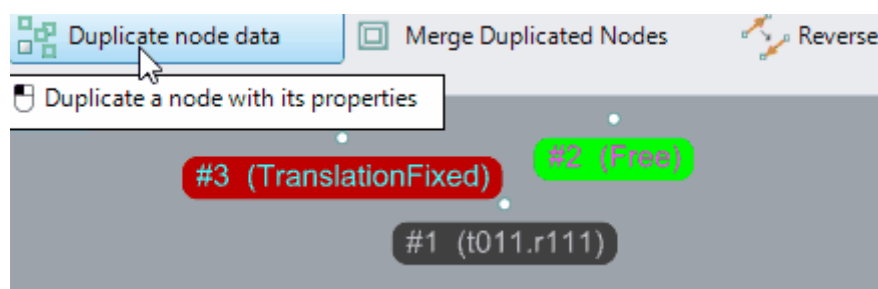 Duplicate node data Merge Duplicated Nodes Reverse
Duplicate a node with its properties
#2 (Free)
#3 (TranslationFixed)
#1 (t011.r111)